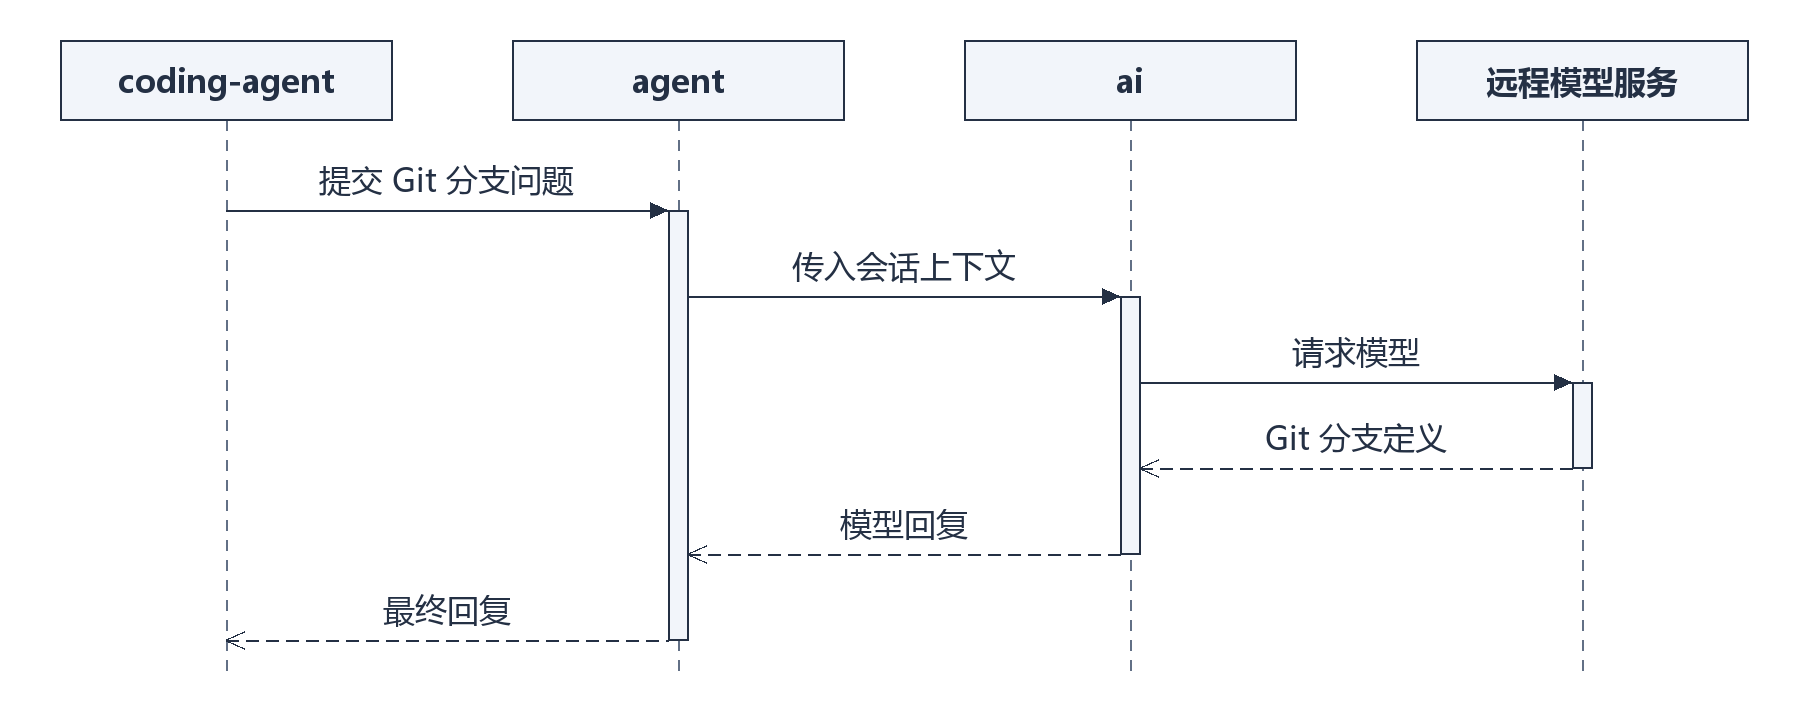 coding-agent
agent
ai
远程模型服务
提交 Git 分支问题
传入会话上下文
请求模型
Git 分支定义
模型回复
最终回复